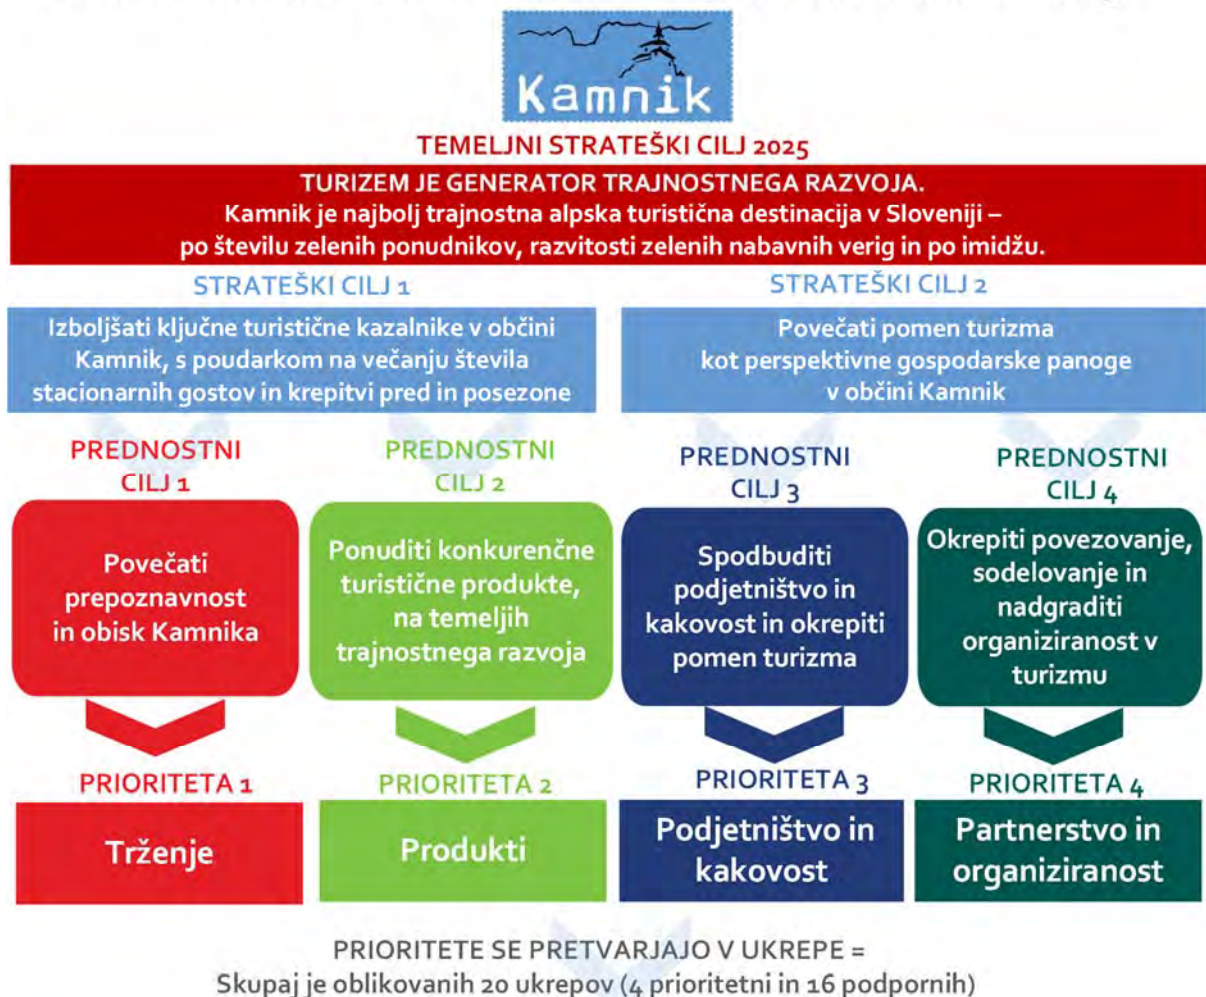 Kamnik
TEMELJNI STRATEŠKI CILJ 2025
TURIZEM JE GENERATOR TRAJNOSTNEGA RAZVOJA.
Kamnik je najbolj trajnostna alpska turistična destinacija v Sloveniji –
po številu zelenih ponudnikov, razvitosti zelenih nabavnih verig in po imidžu.
STRATEŠKI CILJ 1
Izboljšati ključne turistične kazalnike v občini
Kamnik, s poudarkom na večanju števila
stacionarnih gostov in krepitvi pred in posezone
STRATEŠKI CILJ 2
Povečati pomen turizma
kot perspektivne gospodarske panoge
v občini Kamnik
PREDNOSTNI
CILJ 1
Povečati
prepoznavnost
in obisk Kamnika
PRIORITETA 1
Trženje
PREDNOSTNI
CILJ 2
Ponuditi konkurenčne
turistične produkte,
na temeljih
trajnostnega razvoja
PRIORITETA 2
Produkti
PREDNOSTNI
CILJ 3
Spodbuditi
podjetništvo in
kakovost in okrepiti
pomen turizma
PRIORITETA 3
Podjetništvo in
kakovost
PREDNOSTNI
CILJ 4
Okrepiti povezovanje,
sodelovanje in
nadgraditi
organiziranost v
turizmu
PRIORITETA 4
Partnerstvo in
organiziranost
PRIORITETE SE PRETVARJAJO V UKREPE =
Skupaj je oblikovanih 20 ukrepov (4 prioritetni in 16 podpornih)